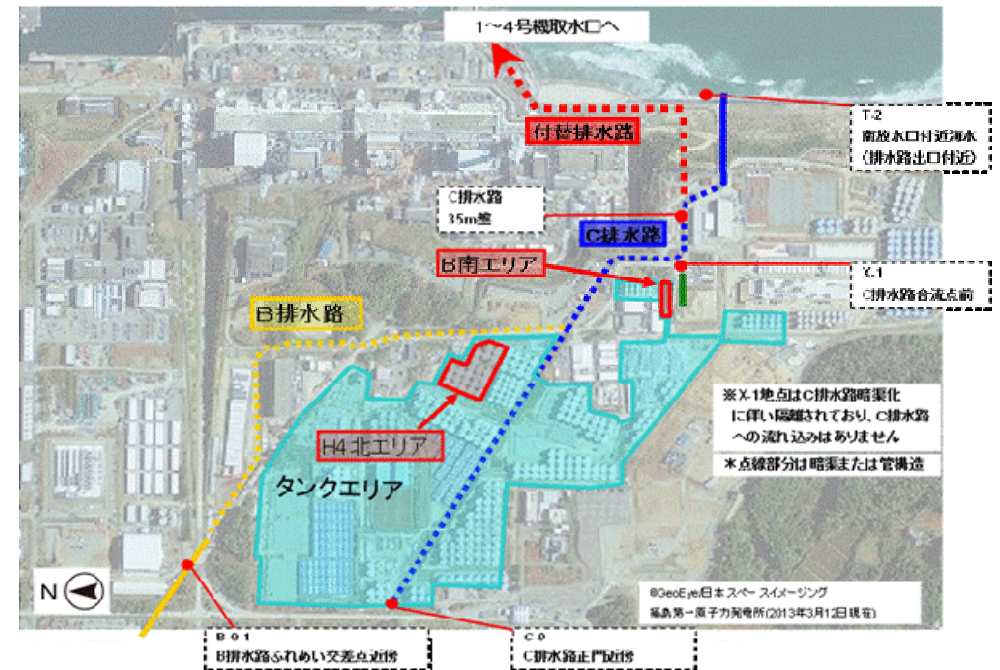 1～4号機取水口へ
付替排水路
T-2
南放水口付近海水
(排水路出口付近)
C排水路
35m盤
C排水路
B南エリア
C排水路合流点前
B排水路
※X-1地点はC排水路暗渠化
に伴い隔離されており、C排水路
への流れ込みはありません
＊点線部分は暗渠または管構造
H4北エリア
タンクエリア
N
©GeoEye/日本スペースイメージング
福島第一原子力発電所(2013年3月12日現在)
B-0-1
B排水路ふれあい交差点近傍
C-0
C排水路正門近傍